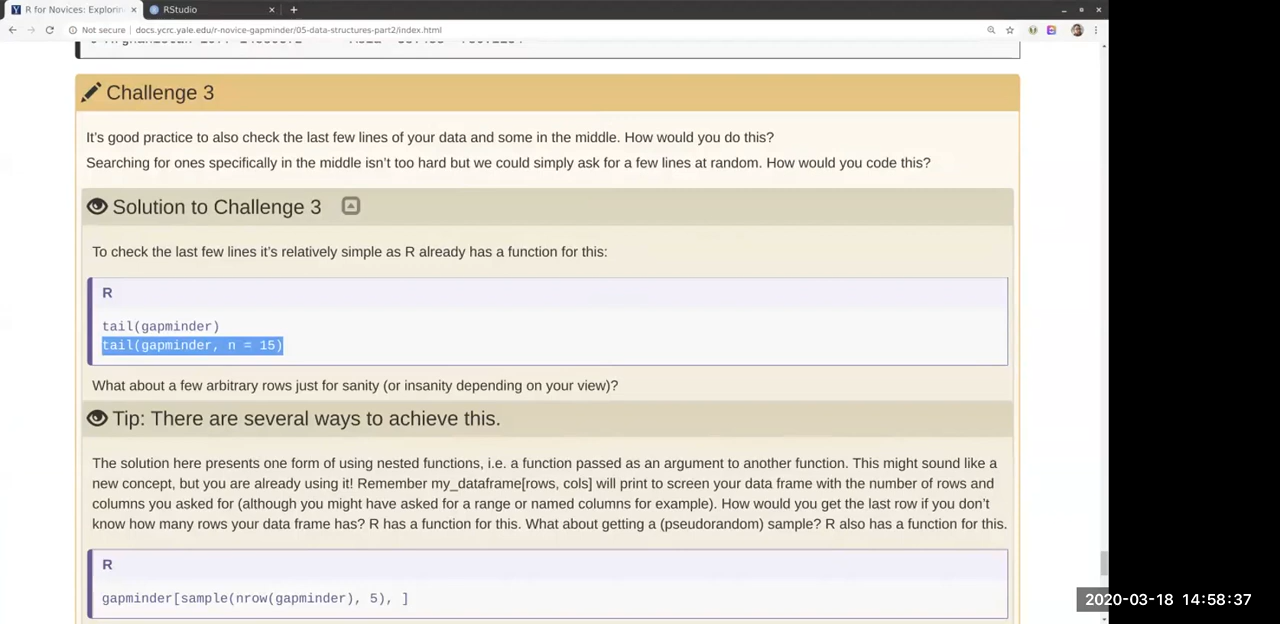 R for Novices: Explorin
RStudio
Not secure | docs.ycrc.yale.edu/r-novice-gapminder/05-data-structures-part2/index.html
Challenge 3
It's good practice to also check the last few lines of your data and some in the middle. How would you do this?
Searching for ones specifically in the middle isn't too hard but we could simply ask for a few lines at random. How would you code this?
Solution to Challenge 3
To check the last few lines it's relatively simple as R already has a function for this:
R
tail(gapminder)
tail(gapminder, n = 15)
What about a few arbitrary rows just for sanity (or insanity depending on your view)?
Tip: There are several ways to achieve this.
The solution here presents one form of using nested functions, i.e. a function passed as an argument to another function. This might sound like a
new concept, but you are already using it! Remember my_dataframe[rows, cols] will print to screen your data frame with the number of rows and
columns you asked for (although you might have asked for a range or named columns for example). How would you get the last row if you don't
know how many rows your data frame has? R has a function for this. What about getting a (pseudorandom) sample? R also has a function for this.
R
gapminder[sample(nrow(gapminder), 5), ]
2020-03-18 14:58:37